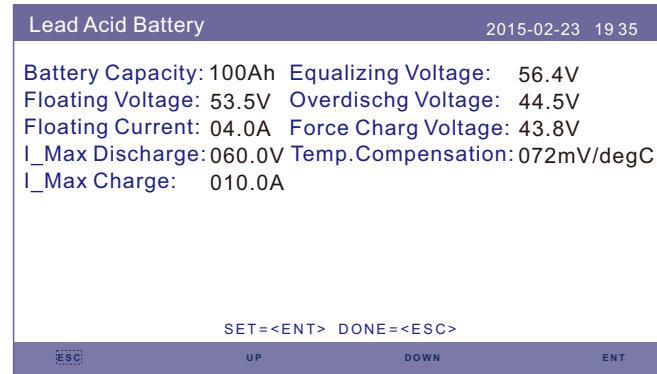 Lead Acid Battery 2015-02-23 19 35
Battery Capacity: 100Ah Equalizing Voltage: 56.4V
Floating Voltage: 53.5V Overdischg Voltage: 44.5V
Floating Current: 04.0A Force Charg Voltage: 43.8V
I_Max Discharge: 060.0V Temp.Compensation: 072mV/degC
I_Max Charge: 010.0A
SET=<ENT> DONE=<ESC>
ESC UP DOWN ENT